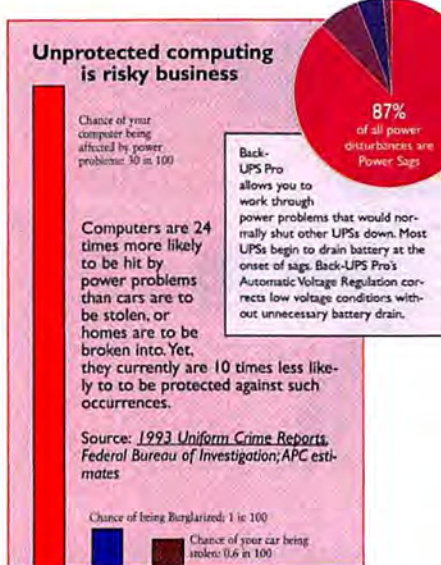 Unprotected computing
is risky business
Chance of your
computer being
affected by power
problems: 30 in 100
87%
of all power
disturbances are
Power Sags
Back-
UPS Pro
allows you to
work through
power problems that would nor-
mally shut other UPSs down. Most
UPSs begin to drain battery at the
onset of sags. Back-UPS Pro's
Automatic Voltage Regulation cor-
rects low voltage conditions with-
out unnecessary battery drain.
Computers are 24
times more likely
to be hit by
power problems
than cars are to
be stolen, or
homes are to be
broken into. Yet,
they currently are 10 times less like-
ly to to be protected against such
occurrences.
Source: 1993 Uniform Crime Reports,
Federal Bureau of Investigation; APC esti-
mates
Chance of being Burglarized: 1 in 100
Chance of your car being
stolen: 0.6 in 100